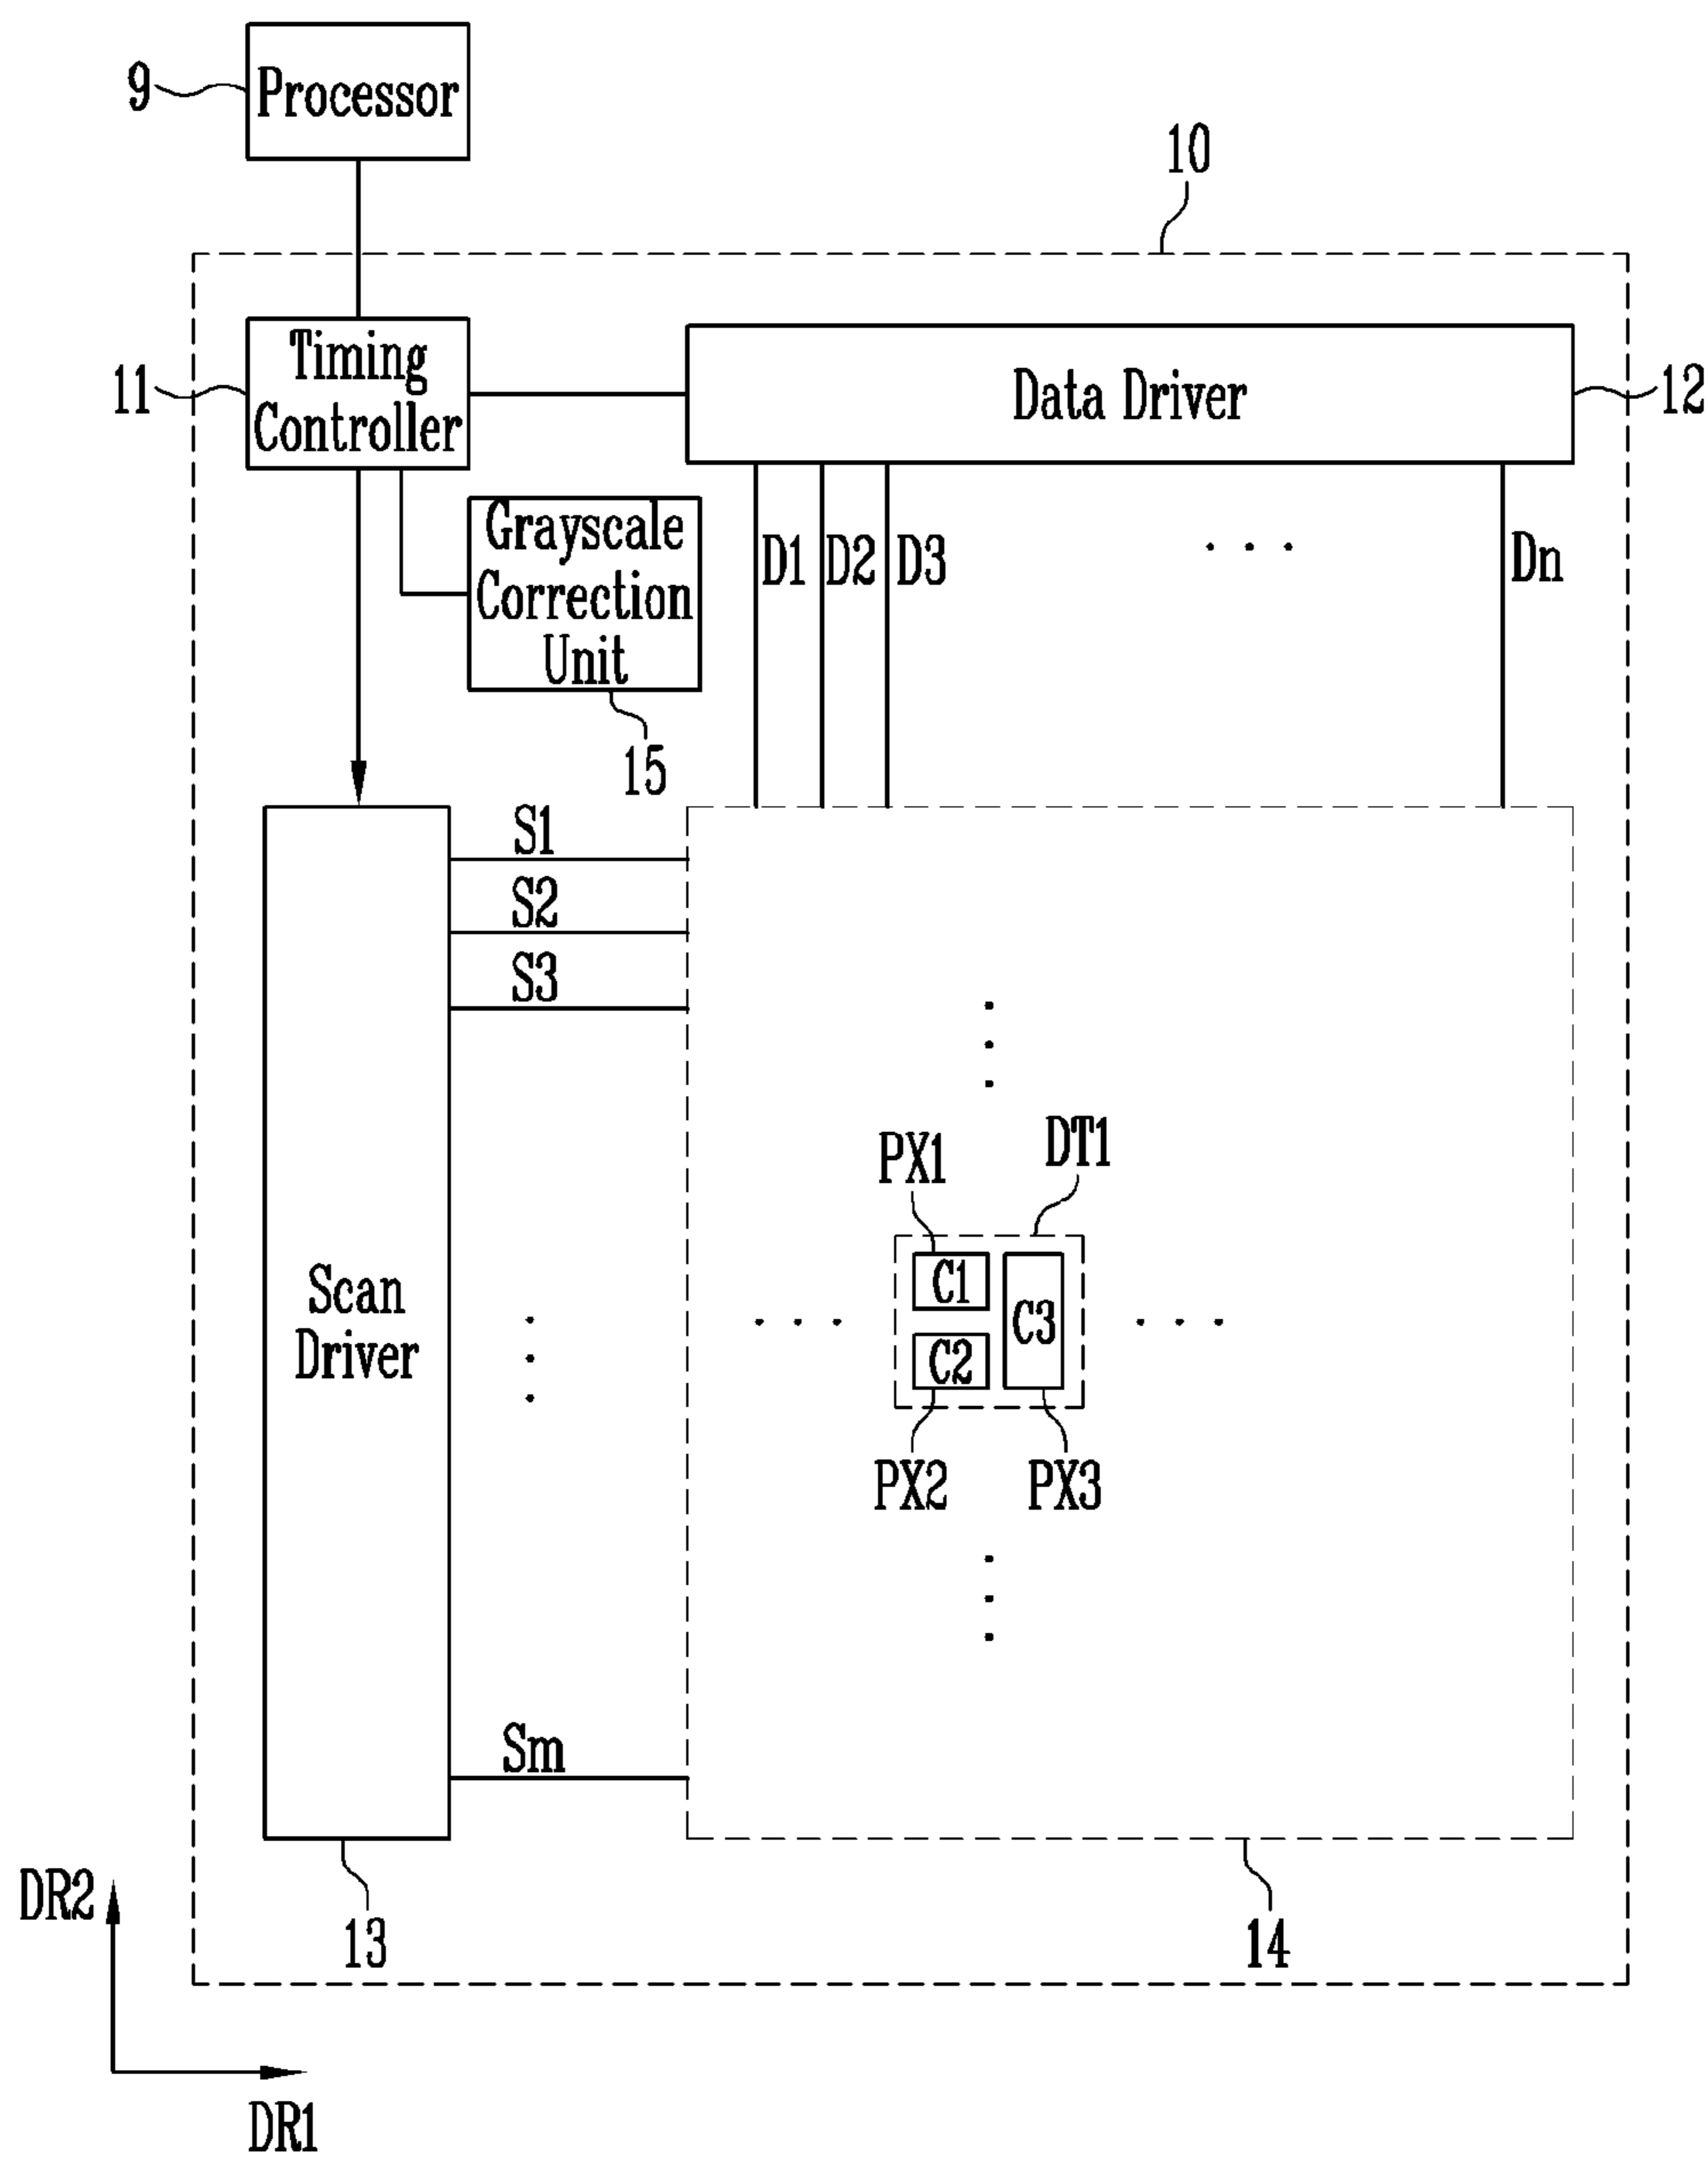 Processor
9
10
Timing
Controller
11
Data Driver
12
Grayscale
Correction
Unit
15
D1
D2
D3
Dn
S1
S2
S3
Sm
Scan
Driver
13
PX1
DT1
C1
C2
C3
PX2
PX3
14
DR2
DR1